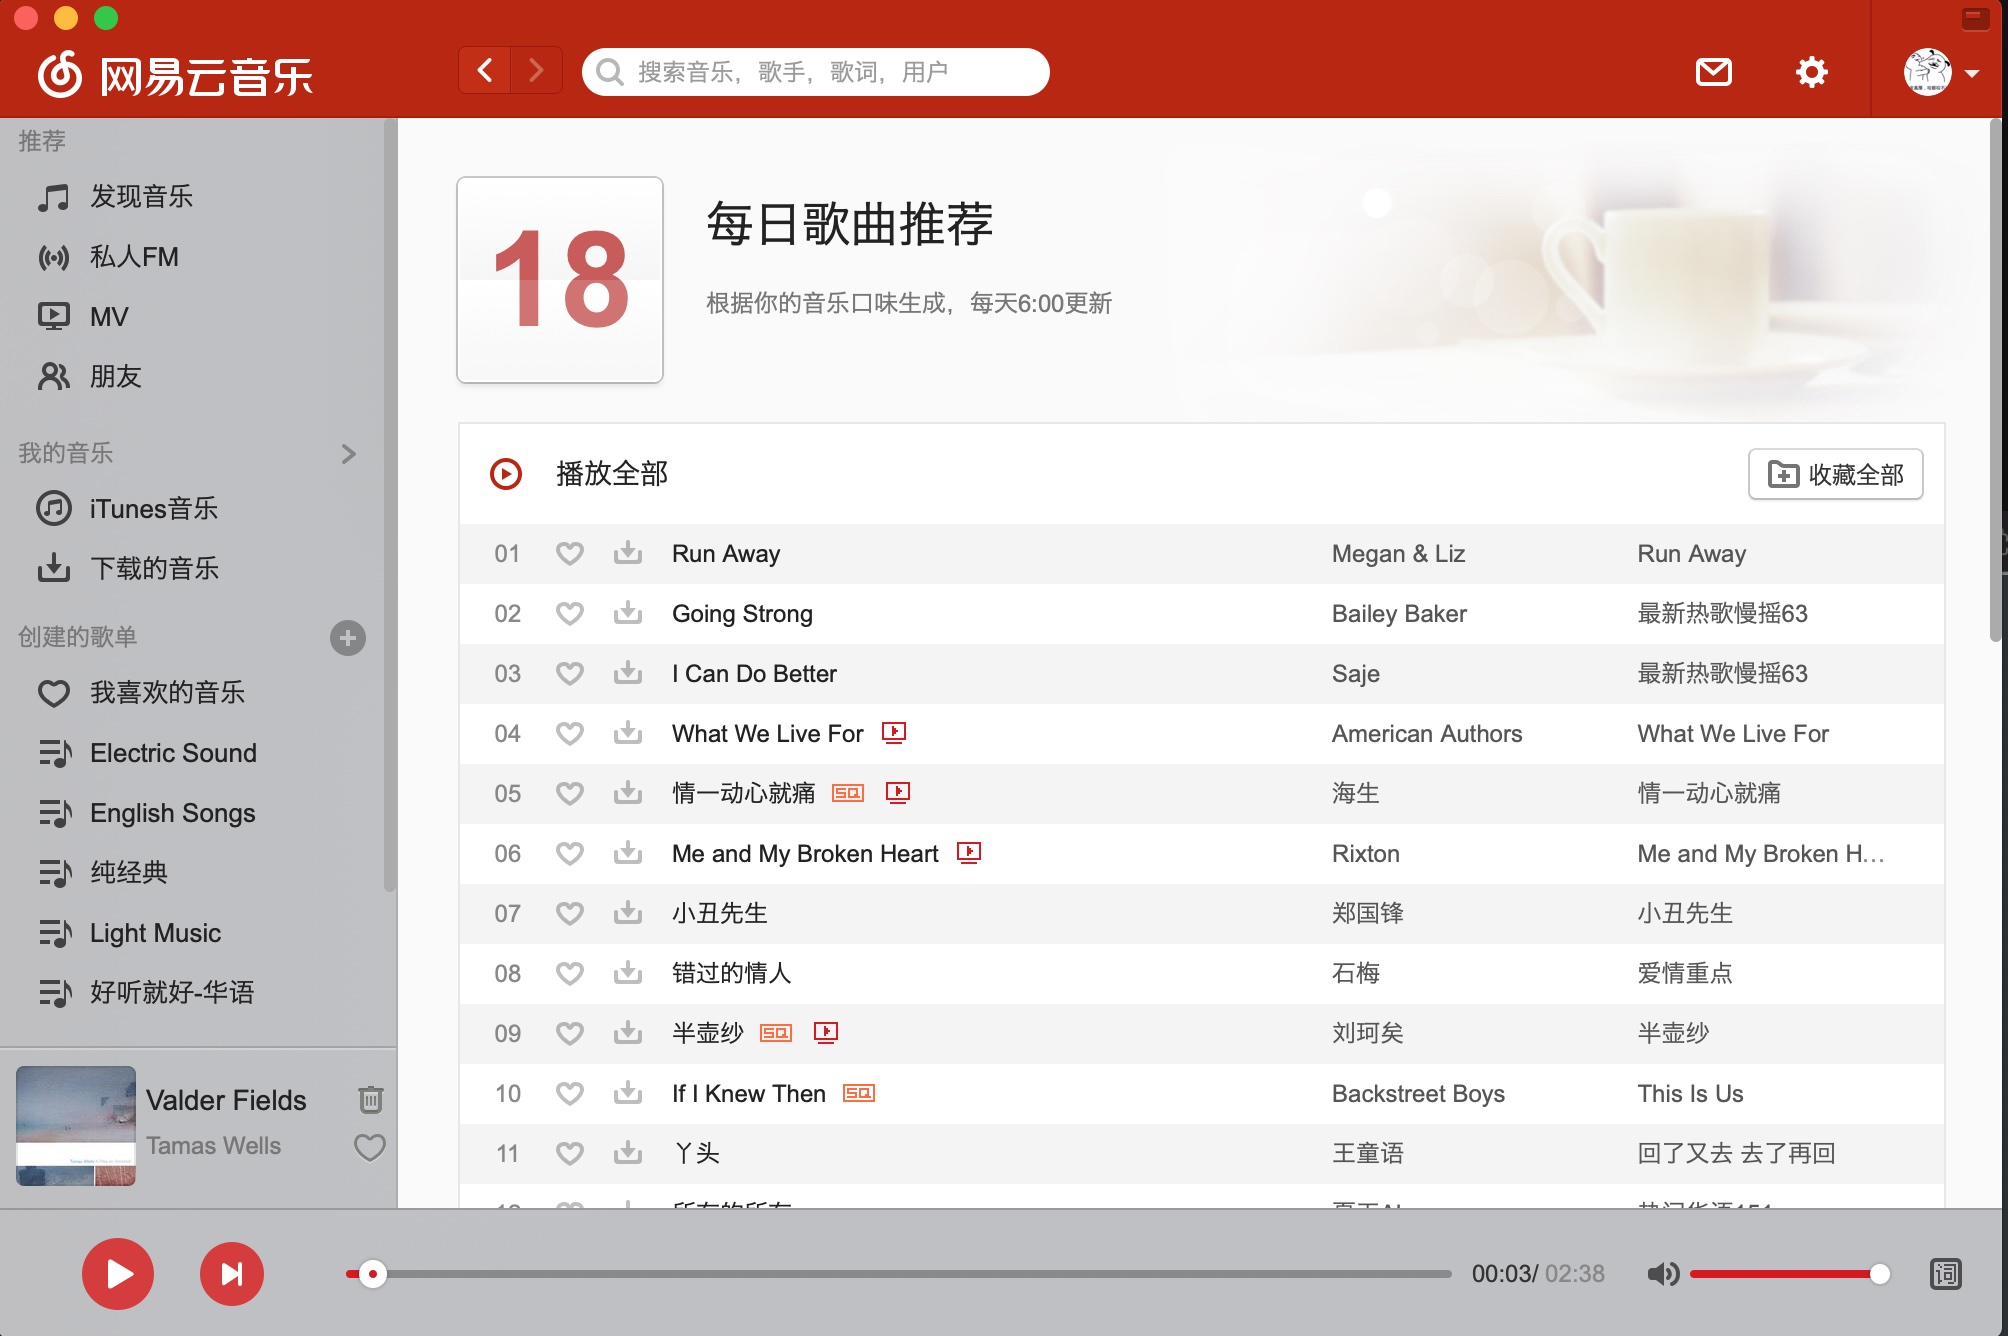 网易云音乐
搜索音乐，歌手，歌词，用户
推荐
发现音乐
私人FM
MV
朋友
我的音乐
iTunes音乐
下载的音乐
创建的歌单
我喜欢的音乐
Electric Sound
English Songs
纯经典
Light Music
好听就好-华语
Valder Fields
Tamas Wells
18
每日歌曲推荐
根据你的音乐口味生成，每天6:00更新
播放全部
收藏全部
01 Run Away Megan & Liz Run Away
02 Going Strong Bailey Baker 最新热歌慢摇63
03 I Can Do Better Saje 最新热歌慢摇63
04 What We Live For American Authors What We Live For
05 情一动心就痛 SQ 海生 情一动心就痛
06 Me and My Broken Heart Rixton Me and My Broken H...
07 小丑先生 郑国锋 小丑先生
08 错过的情人 石梅 爱情重点
09 半壶纱 SQ 刘珂矣 半壶纱
10 If I Knew Then SQ Backstreet Boys This Is Us
11 丫头 王童语 回了又去 去了再回
00:03/ 02:38
词